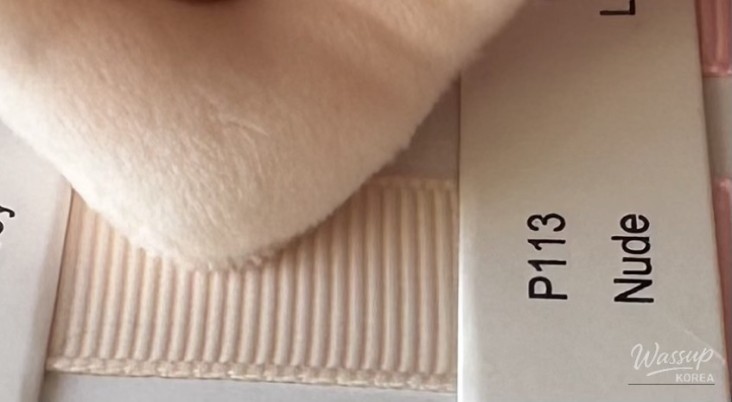 P113
Nude
Wassup
KOREA